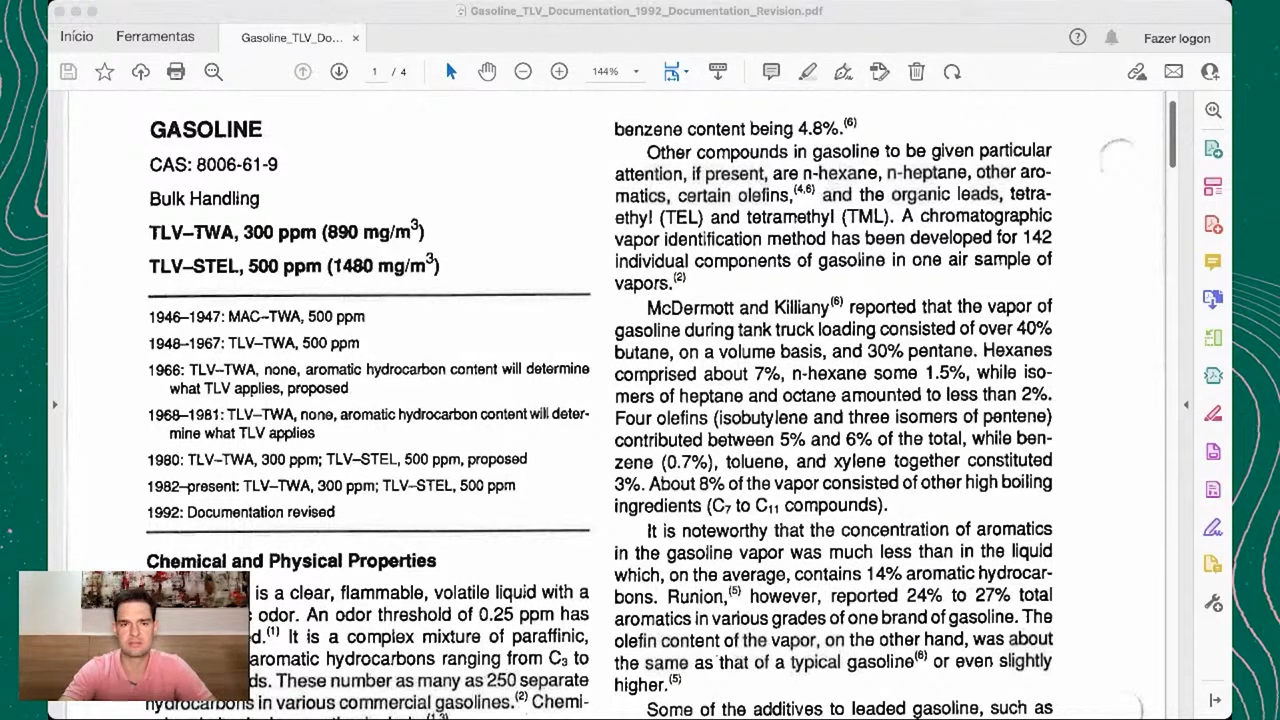 Gasoline_TLV_Documentation_1992_Documentation_Revision.pdf
Início
Ferramentas
Gasoline_TLV_Do...
Fazer logon
1 / 4
144%
GASOLINE
CAS: 8006-61-9
Bulk Handling
TLV–TWA, 300 ppm (890 mg/m³)
TLV–STEL, 500 ppm (1480 mg/m³)
1946–1947: MAC–TWA, 500 ppm
1948–1967: TLV–TWA, 500 ppm
1966: TLV–TWA, none, aromatic hydrocarbon content will determine
what TLV applies, proposed
1968–1981: TLV–TWA, none, aromatic hydrocarbon content will deter-
mine what TLV applies
1980: TLV–TWA, 300 ppm; TLV–STEL, 500 ppm, proposed
1982–present: TLV–TWA, 300 ppm; TLV–STEL, 500 ppm
1992: Documentation revised
Chemical and Physical Properties
is a clear, flammable, volatile liquid with a
odor. An odor threshold of 0.25 ppm has
d.(1) It is a complex mixture of paraffinic,
aromatic hydrocarbons ranging from C₃ to
ds. These number as many as 250 separate
hydrocarbons in various commercial gasolines.(2) Chemi-
benzene content being 4.8%.(6)
Other compounds in gasoline to be given particular
attention, if present, are n-hexane, n-heptane, other aro-
matics, certain olefins,(4,6) and the organic leads, tetra-
ethyl (TEL) and tetramethyl (TML). A chromatographic
vapor identification method has been developed for 142
individual components of gasoline in one air sample of
vapors.(2)
McDermott and Killiany(6) reported that the vapor of
gasoline during tank truck loading consisted of over 40%
butane, on a volume basis, and 30% pentane. Hexanes
comprised about 7%, n-hexane some 1.5%, while iso-
mers of heptane and octane amounted to less than 2%.
Four olefins (isobutylene and three isomers of pentene)
contributed between 5% and 6% of the total, while ben-
zene (0.7%), toluene, and xylene together constituted
3%. About 8% of the vapor consisted of other high boiling
ingredients (C₇ to C₁₁ compounds).
It is noteworthy that the concentration of aromatics
in the gasoline vapor was much less than in the liquid
which, on the average, contains 14% aromatic hydrocar-
bons. Runion,(5) however, reported 24% to 27% total
aromatics in various grades of one brand of gasoline. The
olefin content of the vapor, on the other hand, was about
the same as that of a typical gasoline(6) or even slightly
higher.(5)
Some of the additives to leaded gasoline, such as